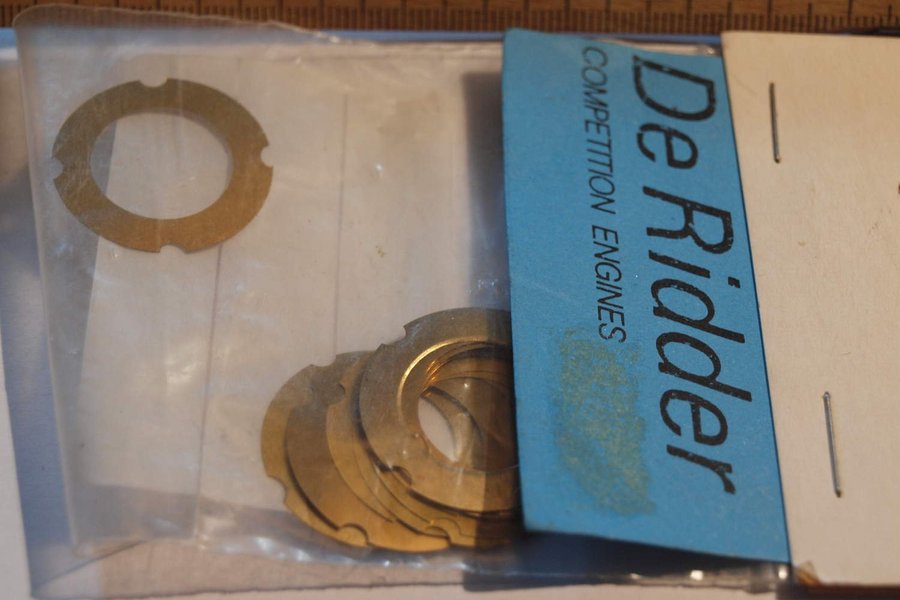 De Ridder
COMPETITION ENGINES